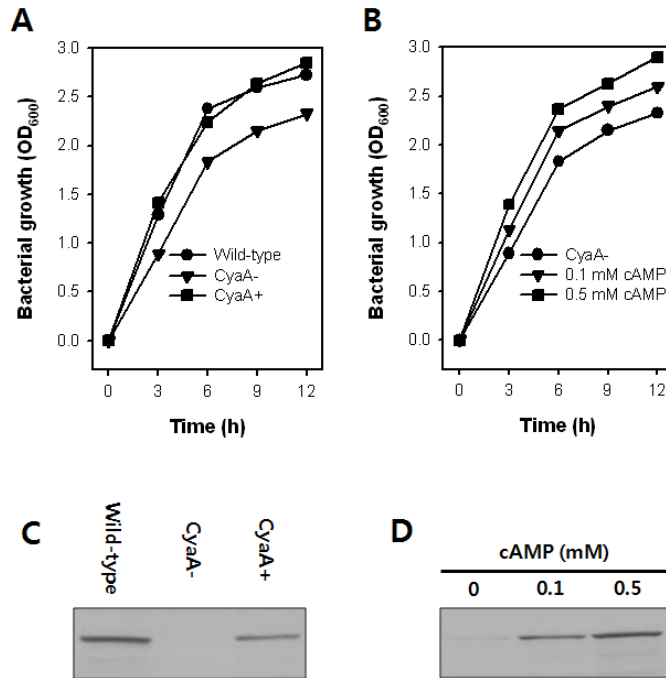 A
Bacterial growth (OD600)
3.0
2.5
2.0
1.5
1.0
0.5
0.0
Wild-type
CyaA-
CyaA+
0 3 6 9 12
Time (h)
B
Bacterial growth (OD600)
3.0
2.5
2.0
1.5
1.0
0.5
0.0
CyaA-
0.1 mM cAMP
0.5 mM cAMP
0 3 6 9 12
Time (h)
C
Wild-type
CyaA-
CyaA+
D
cAMP (mM)
0 0.1 0.5